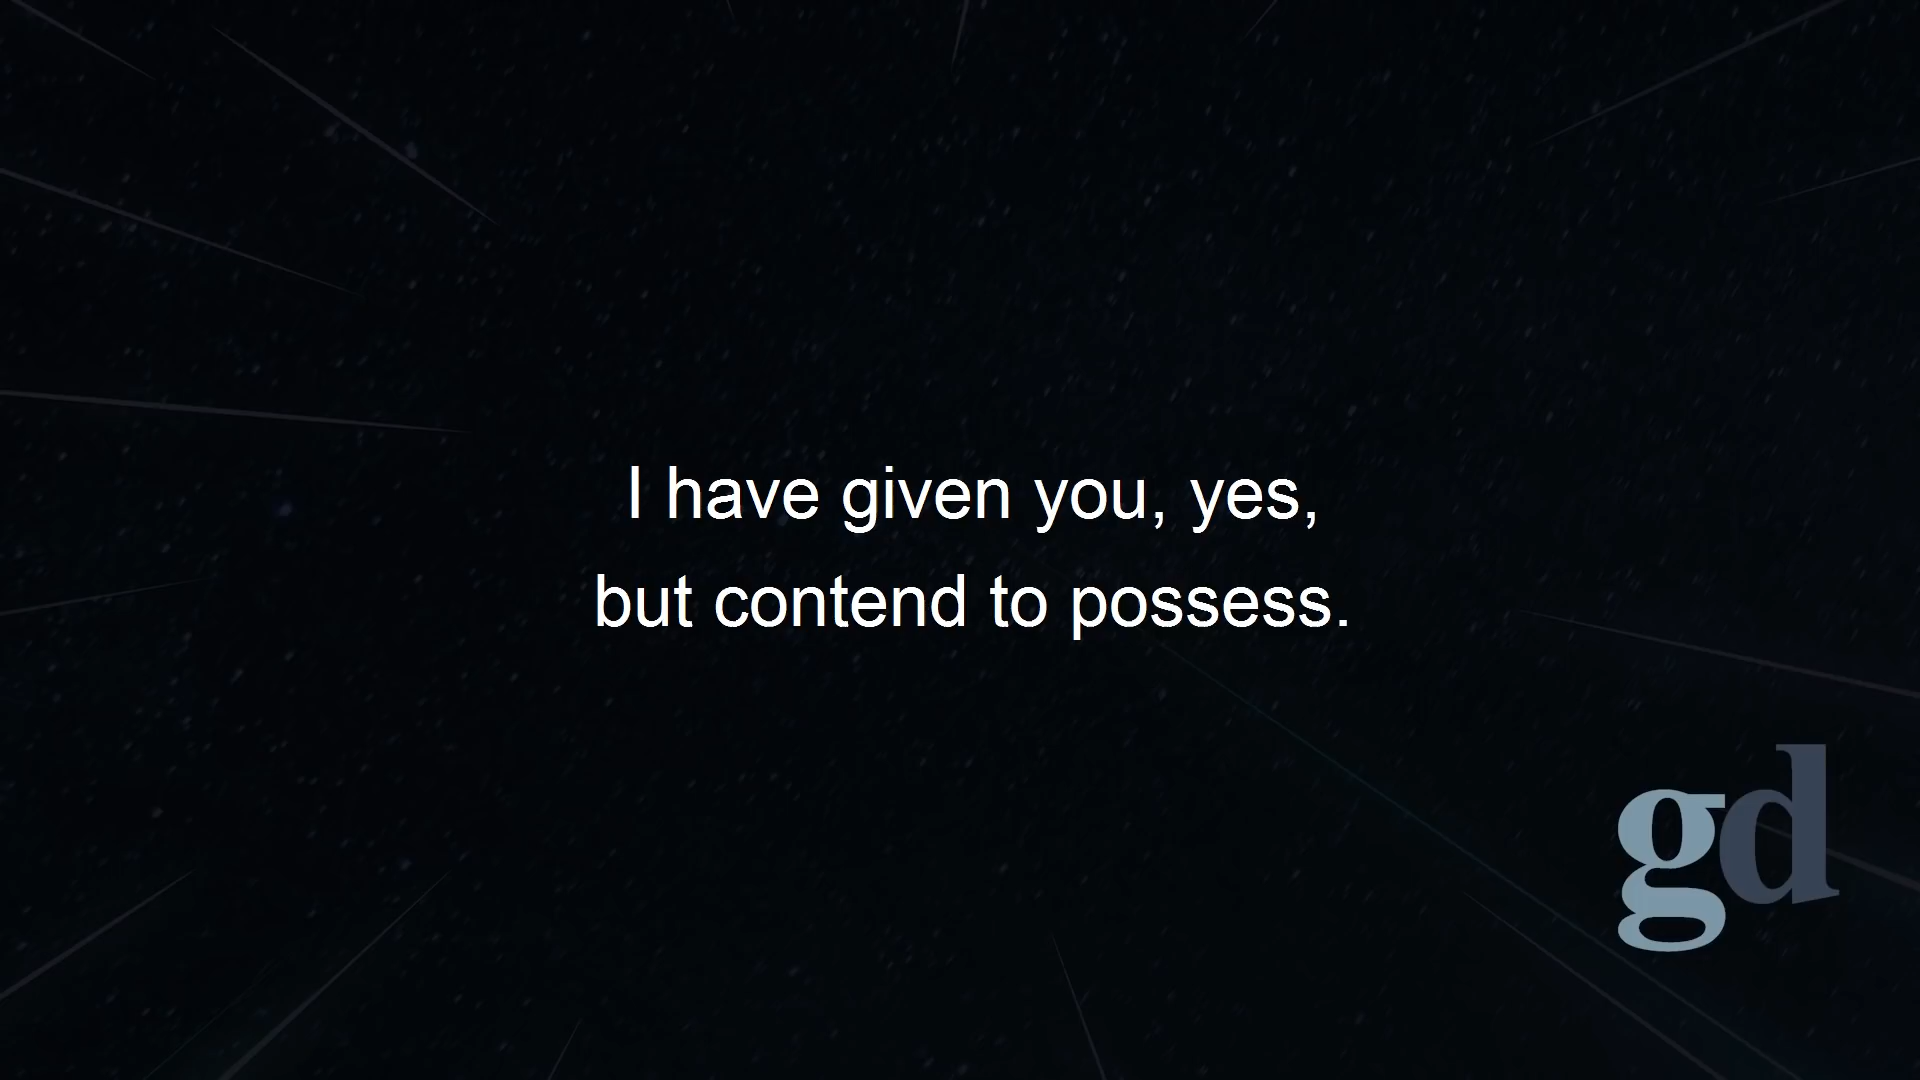 I have given you, yes,
but contend to possess.
gd